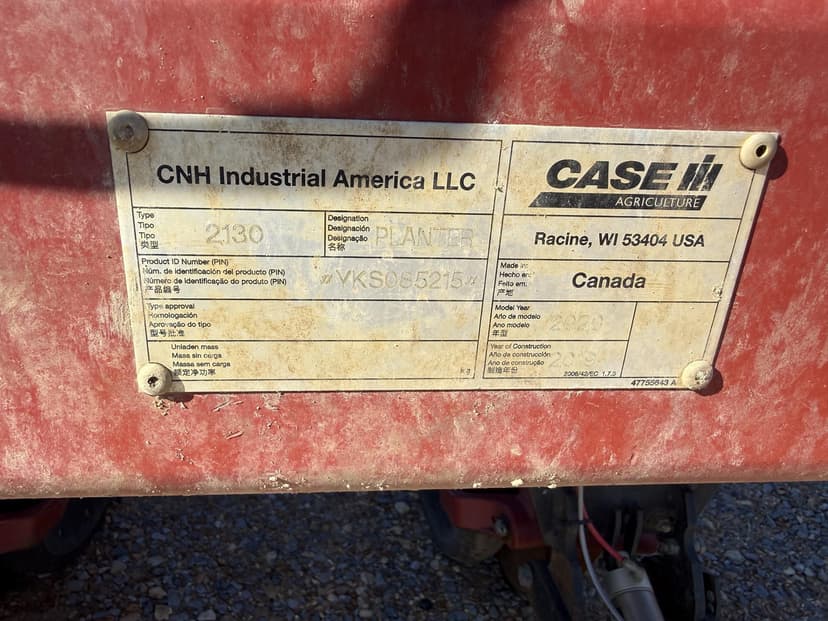 CNH Industrial America LLC
CASE IH
AGRICULTURE
Type
Tipo
Tipo
类型
2130
Designation
Designación
Designação
名称
PLANTER
Racine, WI 53404 USA
Product ID Number (PIN)
Núm. de identificación del producto (PIN)
Número de identificação do produto (PIN)
产品编号
Made in
Hecho en
Feito em
产地
Canada
Type approval
Homologación
Aprovação do tipo
型号批准
Model Year
Año de modelo
Ano modelo
年型
Unladen mass
Masa sin carga
Massa sem carga
额定净功率
kg
Year of Construction
Año de construcción
Ano de construção
制造年份
2006/42/EC 1.7.3
47755643 A